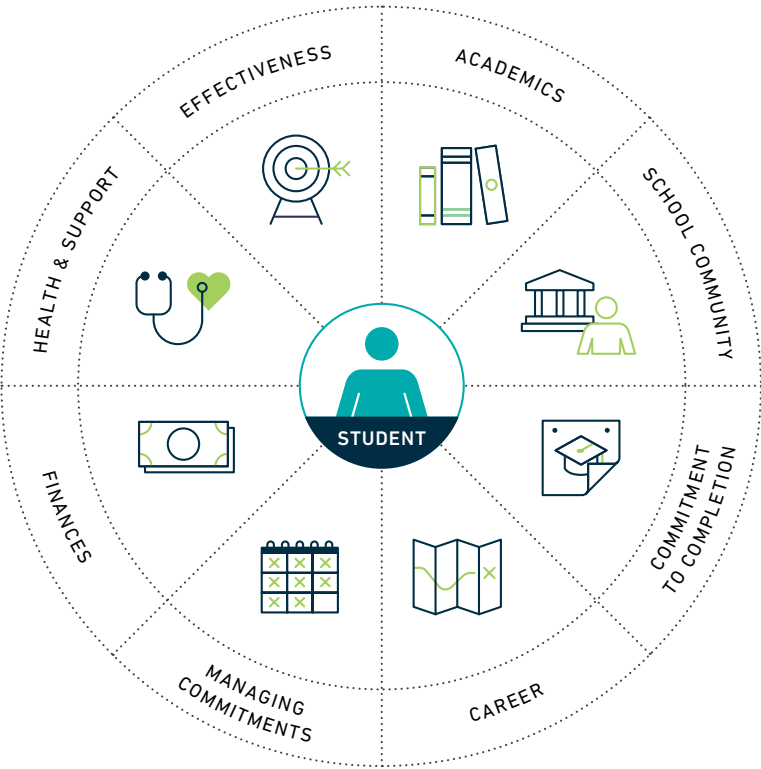 EFFECTIVENESS
ACADEMICS
HEALTH & SUPPORT
SCHOOL COMMUNITY
STUDENT
FINANCES
COMMITMENT
TO COMPLETION
MANAGING
COMMITMENTS
CAREER